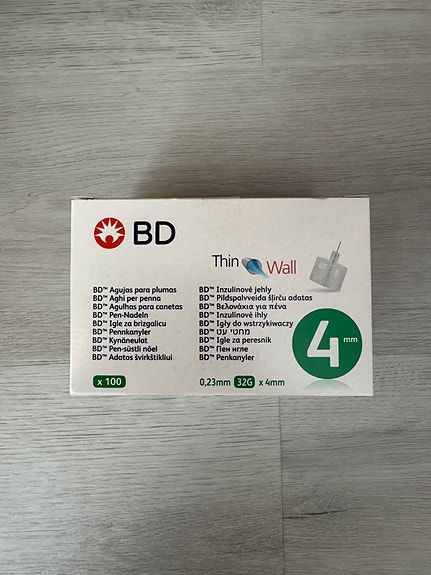 BD
Thin Wall
BD™ Agujas para plumas
BD™ Aghi per penna
BD™ Agulhas para canetas
BD™ Pen-Nadeln
BD™ Igle za brizgalicu
BD™ Pennkanyler
BD™ Kynäneulat
BD™ Pen-süstli nõel
BD™ Adatos švirkštikliui
BD™ Inzulinové jehly
BD™ Pildspalvveida šļirču adatas
BD™ Βελονάκια για πένα
BD™ Inzulínové ihly
BD™ Igły do wstrzykiwaczy
BD™ מחטי עט
BD™ Igle za peresnik
BD™ Пен игле
BD™ Penkanyler
4 mm
x 100
0,23mm 32G x 4mm